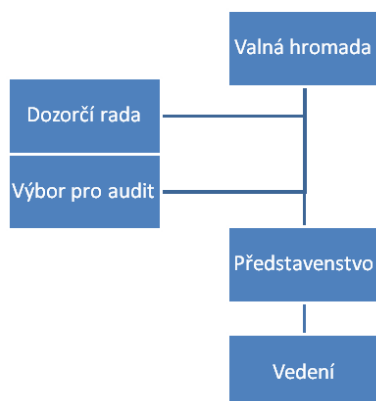 Valná hromada
Dozorčí rada
Výbor pro audit
Představenstvo
Vedení